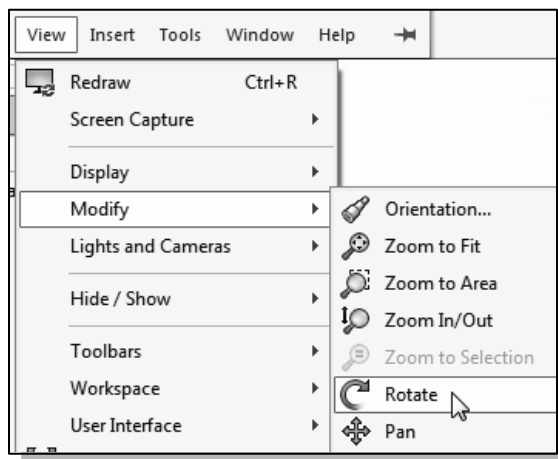 View Insert Tools Window Help
Redraw Ctrl+R
Screen Capture
Display
Modify
Lights and Cameras
Hide / Show
Toolbars
Workspace
User Interface
Orientation...
Zoom to Fit
Zoom to Area
Zoom In/Out
Zoom to Selection
Rotate
Pan